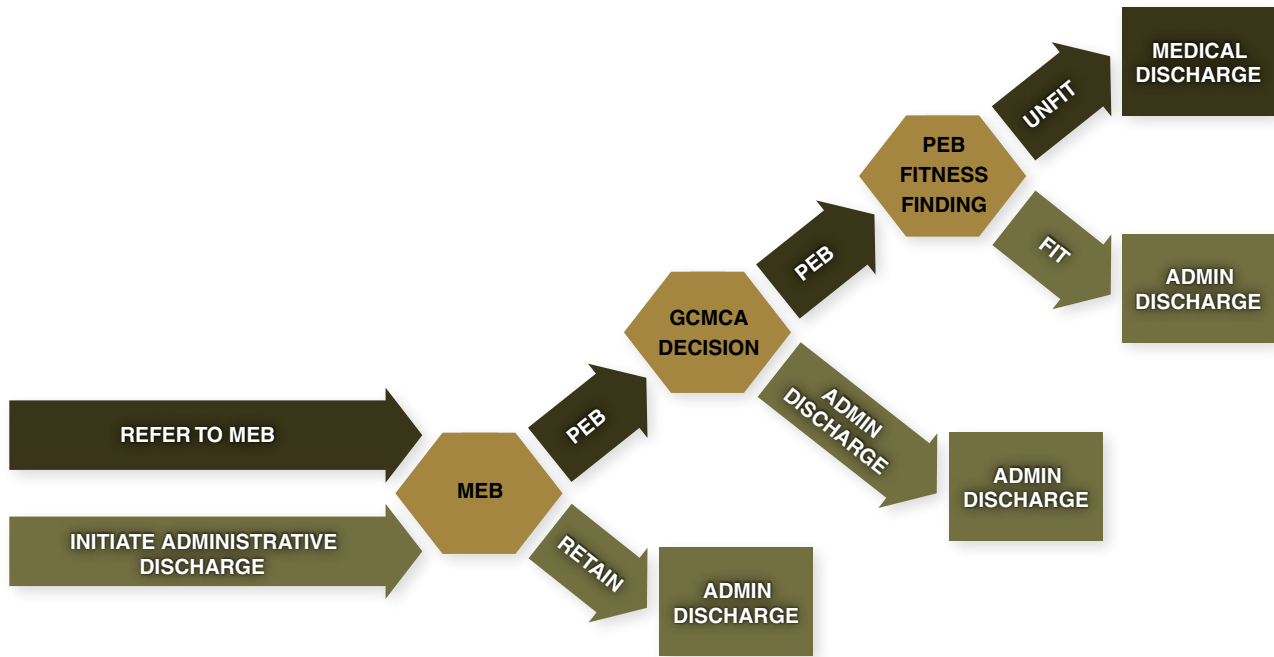 MEDICAL
DISCHARGE
UNFIT
PEB
FITNESS
FINDING
FIT
ADMIN
DISCHARGE
PEB
GCMCA
DECISION
ADMIN
DISCHARGE
ADMIN
DISCHARGE
REFER TO MEB
PEB
MEB
INITIATE ADMINISTRATIVE
DISCHARGE
RETAIN
ADMIN
DISCHARGE